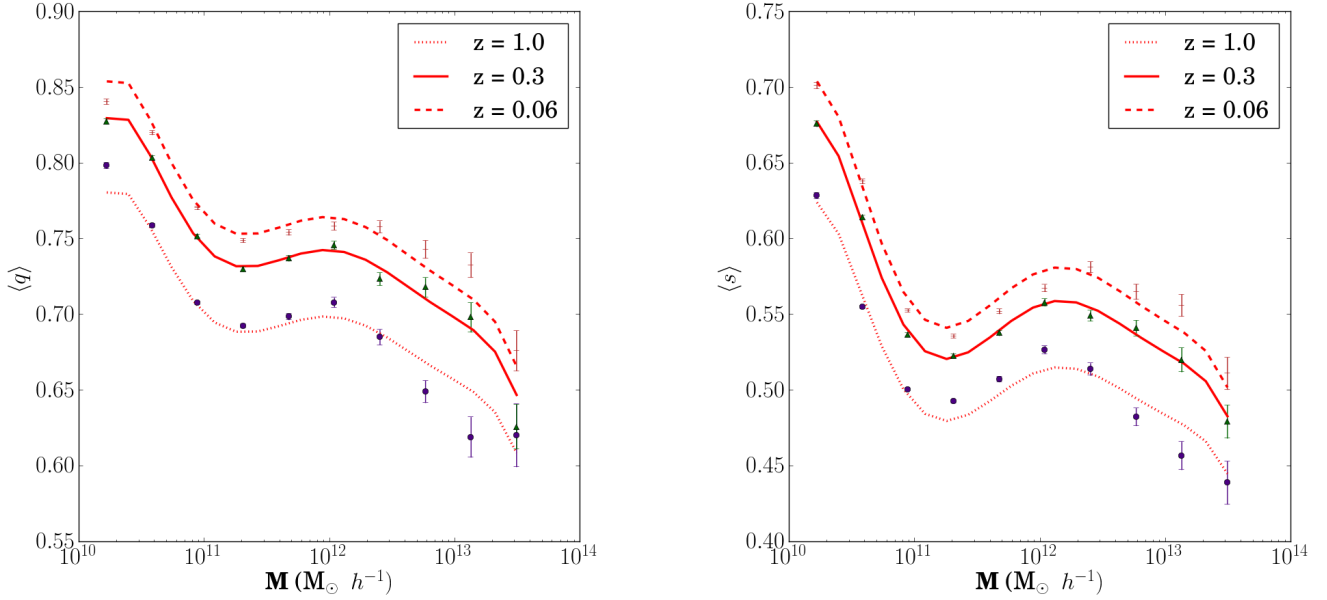 0.90
0.85
0.80
0.75
0.70
0.65
0.60
0.55
⟨q⟩
10^10 10^11 10^12 10^13 10^14
M (M_⊙ h^−1)
z = 1.0
z = 0.3
z = 0.06
0.75
0.70
0.65
0.60
0.55
0.50
0.45
0.40
⟨s⟩
10^10 10^11 10^12 10^13 10^14
M (M_⊙ h^−1)
z = 1.0
z = 0.3
z = 0.06